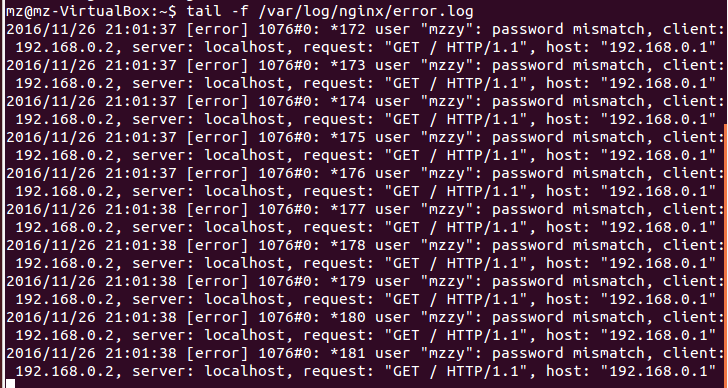 mz@mz-VirtualBox:~$ tail -f /var/log/nginx/error.log
2016/11/26 21:01:37 [error] 1076#0: *172 user "mzzy": password mismatch, client:
 192.168.0.2, server: localhost, request: "GET / HTTP/1.1", host: "192.168.0.1"
2016/11/26 21:01:37 [error] 1076#0: *173 user "mzzy": password mismatch, client:
 192.168.0.2, server: localhost, request: "GET / HTTP/1.1", host: "192.168.0.1"
2016/11/26 21:01:37 [error] 1076#0: *174 user "mzzy": password mismatch, client:
 192.168.0.2, server: localhost, request: "GET / HTTP/1.1", host: "192.168.0.1"
2016/11/26 21:01:37 [error] 1076#0: *175 user "mzzy": password mismatch, client:
 192.168.0.2, server: localhost, request: "GET / HTTP/1.1", host: "192.168.0.1"
2016/11/26 21:01:37 [error] 1076#0: *176 user "mzzy": password mismatch, client:
 192.168.0.2, server: localhost, request: "GET / HTTP/1.1", host: "192.168.0.1"
2016/11/26 21:01:38 [error] 1076#0: *177 user "mzzy": password mismatch, client:
 192.168.0.2, server: localhost, request: "GET / HTTP/1.1", host: "192.168.0.1"
2016/11/26 21:01:38 [error] 1076#0: *178 user "mzzy": password mismatch, client:
 192.168.0.2, server: localhost, request: "GET / HTTP/1.1", host: "192.168.0.1"
2016/11/26 21:01:38 [error] 1076#0: *179 user "mzzy": password mismatch, client:
 192.168.0.2, server: localhost, request: "GET / HTTP/1.1", host: "192.168.0.1"
2016/11/26 21:01:38 [error] 1076#0: *180 user "mzzy": password mismatch, client:
 192.168.0.2, server: localhost, request: "GET / HTTP/1.1", host: "192.168.0.1"
2016/11/26 21:01:38 [error] 1076#0: *181 user "mzzy": password mismatch, client:
 192.168.0.2, server: localhost, request: "GET / HTTP/1.1", host: "192.168.0.1"